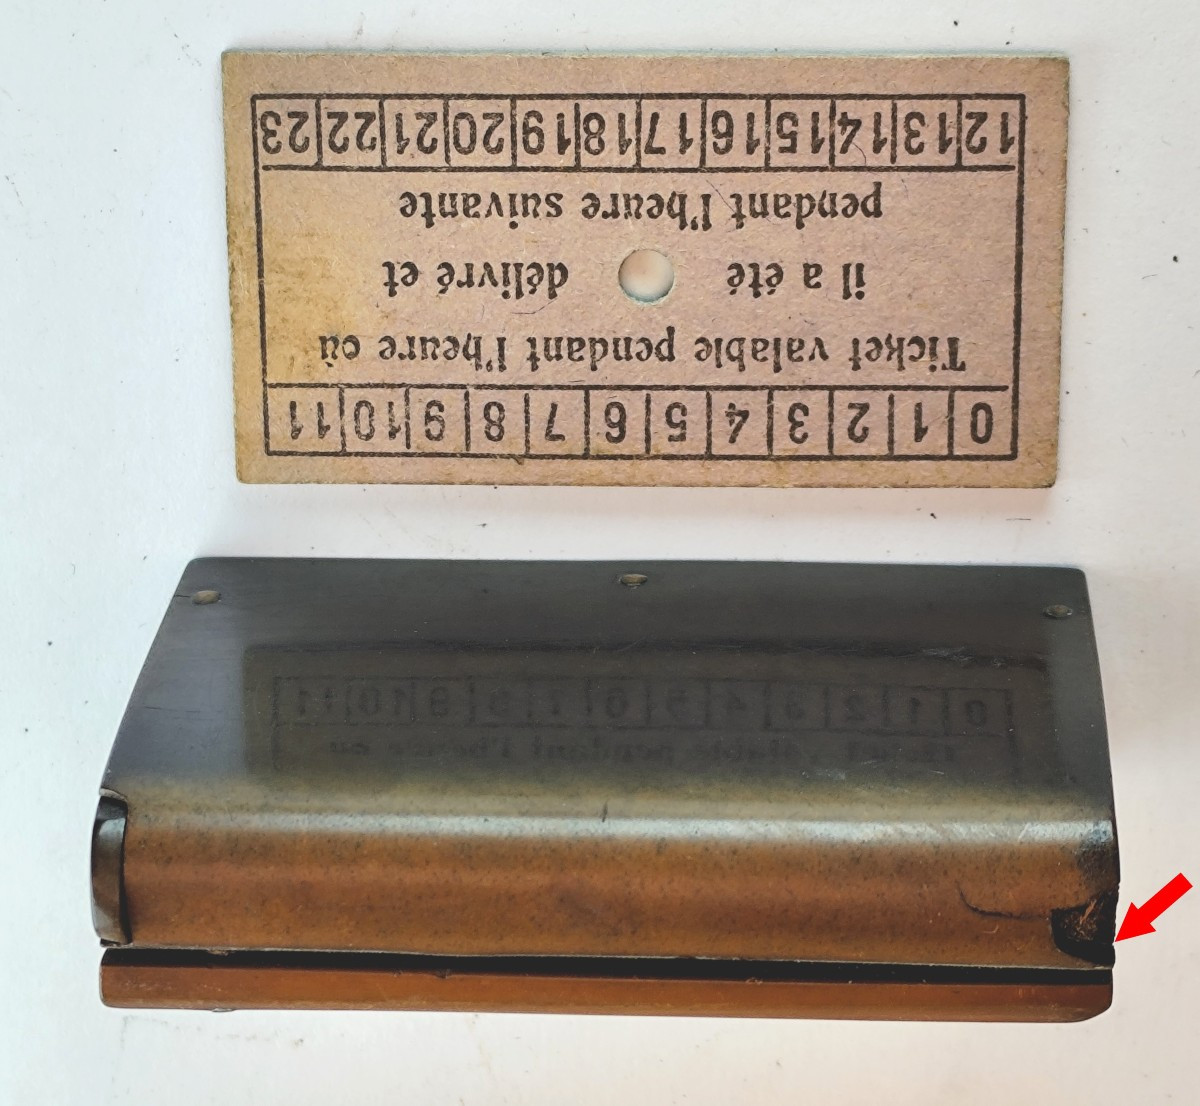 0 1 2 3 4 5 6 7 8 9 10 11
Ticket valable pendant l'heure où
il a été délivré et
pendant l'heure suivante
12 13 14 15 16 17 18 19 20 21 22 23